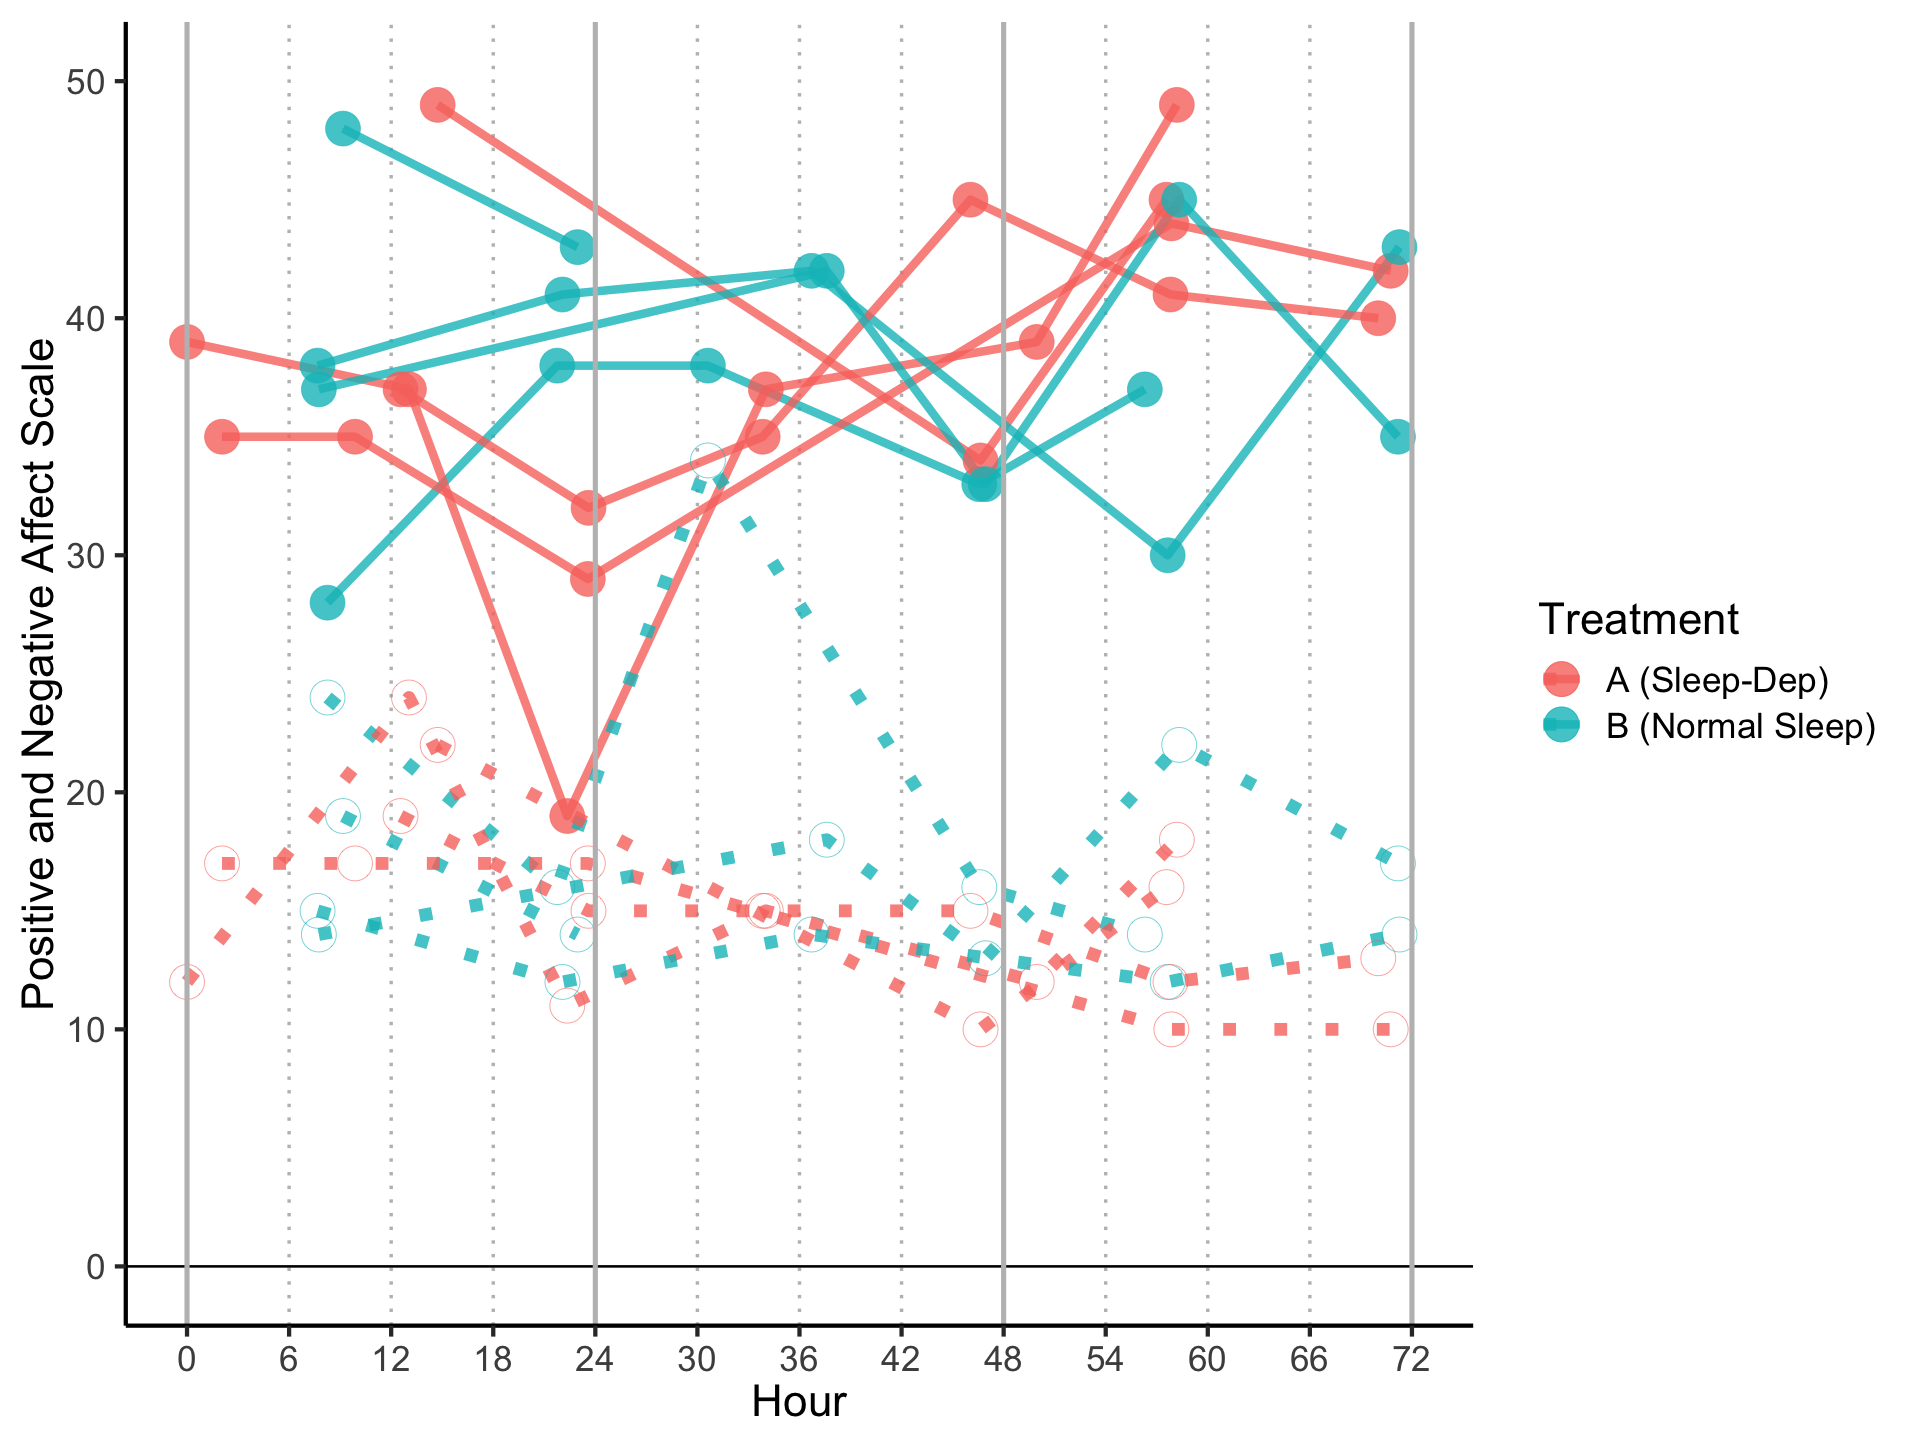 Positive and Negative Affect Scale
50
40
30
20
10
0
0 6 12 18 24 30 36 42 48 54 60 66 72
Hour
Treatment
A (Sleep-Dep)
B (Normal Sleep)